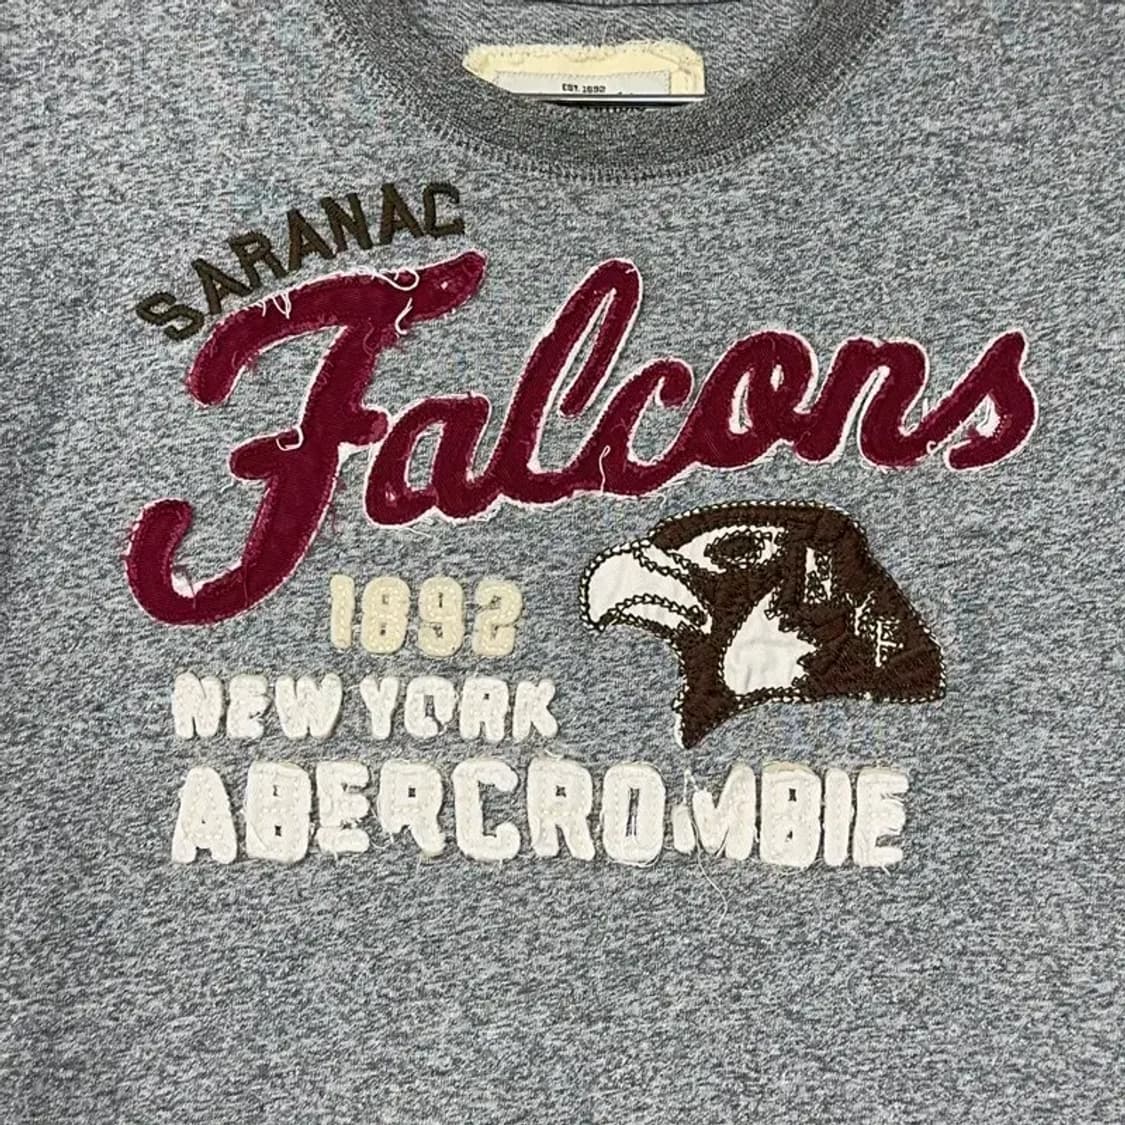 EST. 1892
SARANAC
Falcons
1892
NEW YORK
ABERCROMBIE